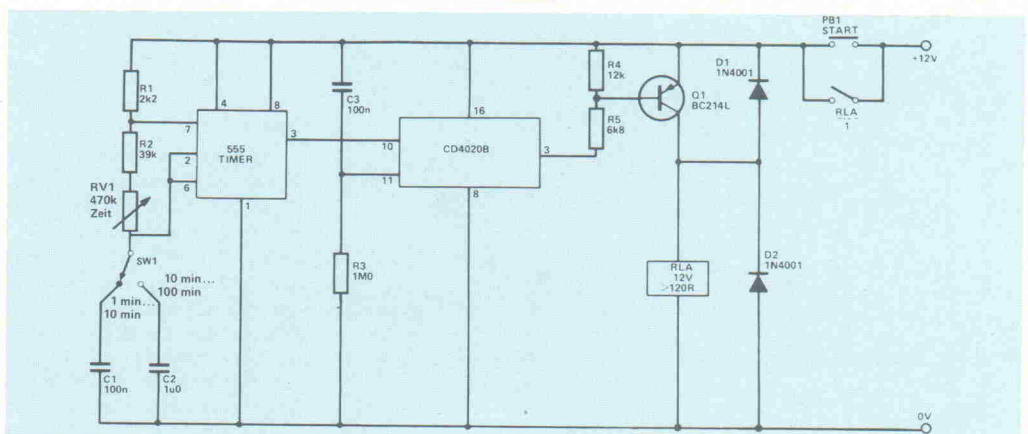 PB1
START
+12V
R1
2k2
R2
39k
RV1
470k
Zeit
SW1
10 min...
100 min
1 min...
10 min
C1
100n
C2
1u0
4
8
7
2
6
3
1
555
TIMER
C3
100n
R3
1M0
16
10
11
3
8
CD4020B
R4
12k
R5
6k8
Q1
BC214L
D1
1N4001
RLA
1
RLA
12V
>120R
D2
1N4001
0V